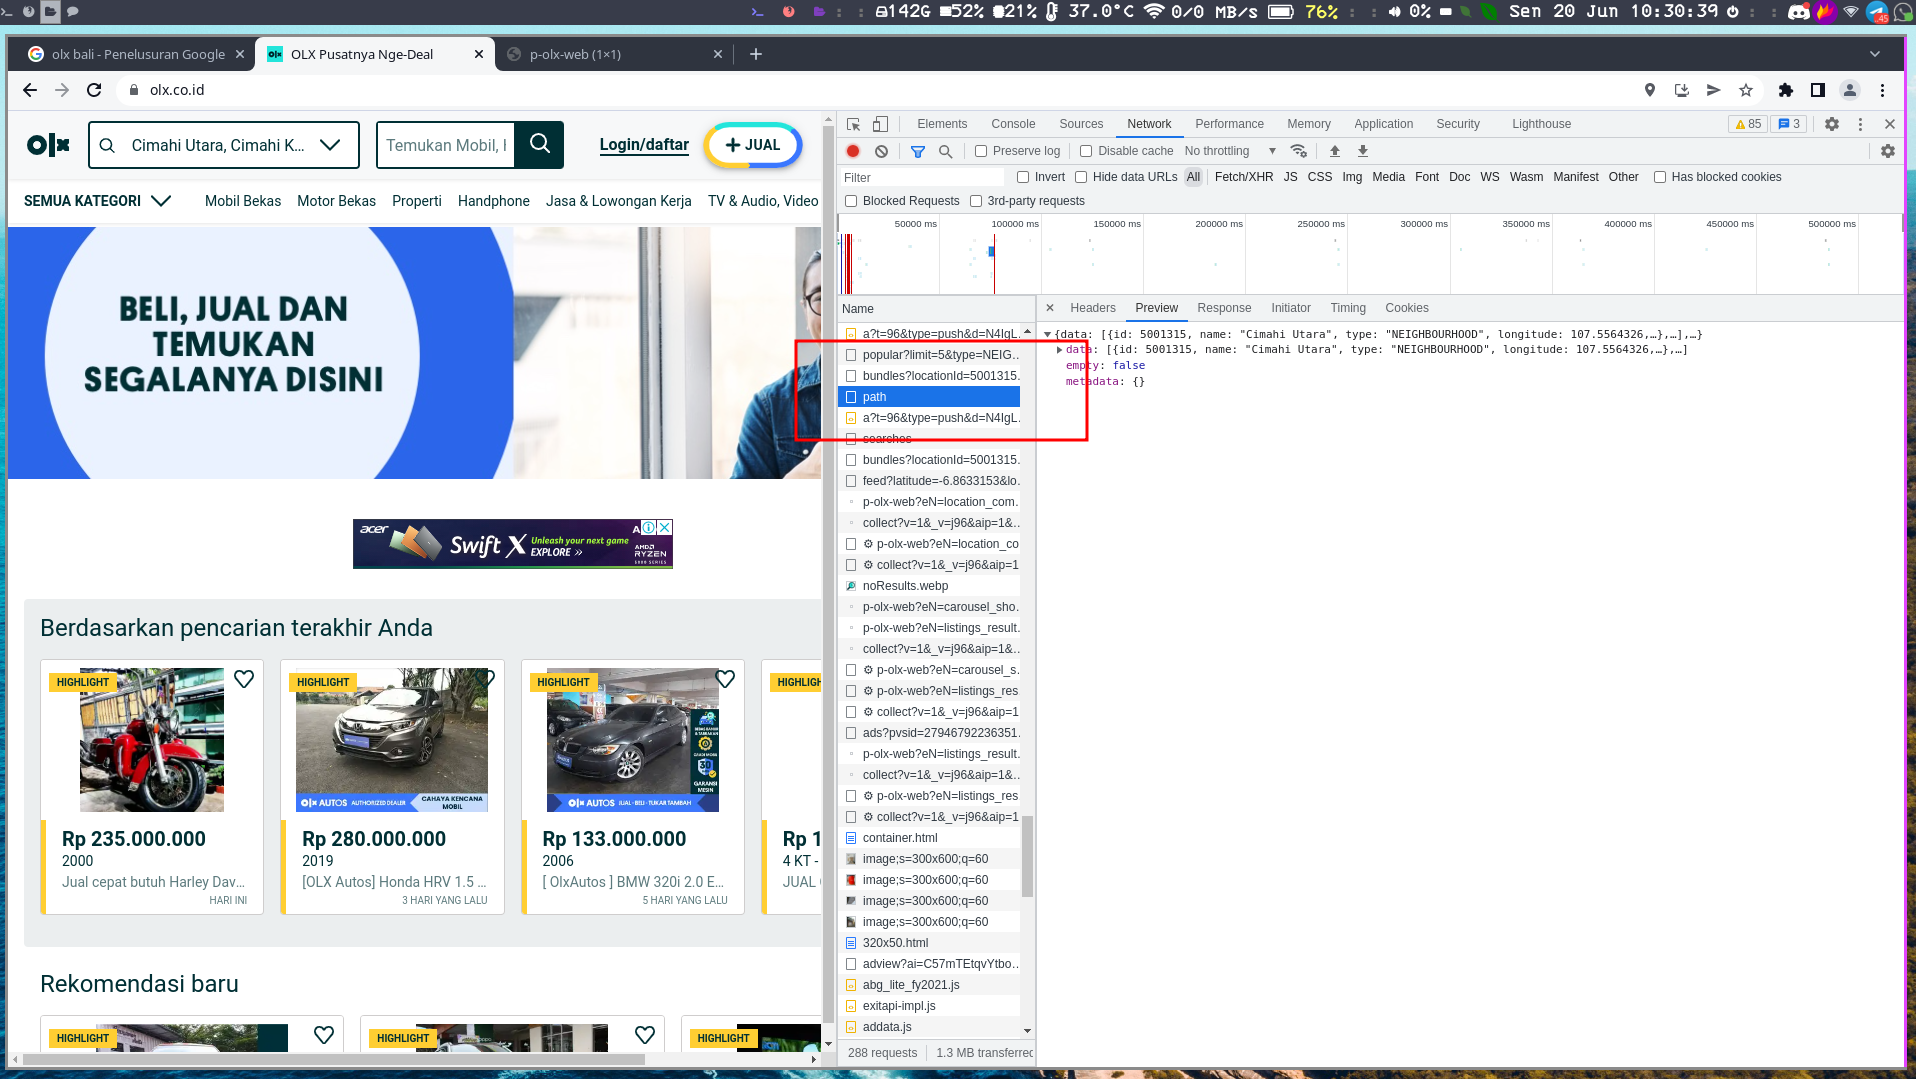 142G 52% 21% 37.0°C 0/0 MB/s 76% 0% Sen 20 Jun 10:30:39
olx bali - Penelusuran Google
OLX Pusatnya Nge-Deal
p-olx-web (1×1)
olx.co.id
olx
Cimahi Utara, Cimahi K...
Temukan Mobil, H
Login/daftar
JUAL
SEMUA KATEGORI
Mobil Bekas
Motor Bekas
Properti
Handphone
Jasa & Lowongan Kerja
TV & Audio, Video
BELI, JUAL DAN
TEMUKAN
SEGALANYA DISINI
acer
Swift X
Unleash your next game
EXPLORE »
AMD
RYZEN
5000 SERIES
Berdasarkan pencarian terakhir Anda
HIGHLIGHT
Rp 235.000.000
2000
Jual cepat butuh Harley Dav...
HARI INI
HIGHLIGHT
olx AUTOS
AUTHORIZED DEALER
CAHAYA KENCANA
MOBIL
Rp 280.000.000
2019
[OLX Autos] Honda HRV 1.5 ...
3 HARI YANG LALU
HIGHLIGHT
30
GARANSI
MESIN
olx AUTOS
JUAL - BELI - TUKAR TAMBAH
Rp 133.000.000
2006
[ OlxAutos ] BMW 320i 2.0 E...
5 HARI YANG LALU
HIGHLIGH
Rp 1
4 KT -
JUAL
Rekomendasi baru
HIGHLIGHT
HIGHLIGHT
HIGHLIGHT
Elements
Console
Sources
Network
Performance
Memory
Application
Security
Lighthouse
85
3
Preserve log
Disable cache
No throttling
Filter
Invert
Hide data URLs
All
Fetch/XHR
JS
CSS
Img
Media
Font
Doc
WS
Wasm
Manifest
Other
Has blocked cookies
Blocked Requests
3rd-party requests
50000 ms
100000 ms
150000 ms
200000 ms
250000 ms
300000 ms
350000 ms
400000 ms
450000 ms
500000 ms
Name
a?t=96&type=push&d=N4IgL...
popular?limit=5&type=NEIG...
bundles?locationId=5001315...
path
a?t=96&type=push&d=N4IgL...
searches
bundles?locationId=5001315...
feed?latitude=-6.8633153&lo...
p-olx-web?eN=location_com...
collect?v=1&_v=j96&aip=1&...
p-olx-web?eN=location_co
collect?v=1&_v=j96&aip=1
noResults.webp
p-olx-web?eN=carousel_sho...
p-olx-web?eN=listings_result...
collect?v=1&_v=j96&aip=1&...
p-olx-web?eN=carousel_s...
p-olx-web?eN=listings_res
collect?v=1&_v=j96&aip=1
ads?pvsid=27946792236351...
p-olx-web?eN=listings_result...
collect?v=1&_v=j96&aip=1&...
p-olx-web?eN=listings_res
collect?v=1&_v=j96&aip=1
container.html
image;s=300x600;q=60
image;s=300x600;q=60
image;s=300x600;q=60
image;s=300x600;q=60
320x50.html
adview?ai=C57mTEtqvYtbo...
abg_lite_fy2021.js
exitapi-impl.js
addata.js
288 requests
1.3 MB transferred
Headers
Preview
Response
Initiator
Timing
Cookies
{data: [{id: 5001315, name: "Cimahi Utara", type: "NEIGHBOURHOOD", longitude: 107.5564326,…},…],…}
data: [{id: 5001315, name: "Cimahi Utara", type: "NEIGHBOURHOOD", longitude: 107.5564326,…},…]
empty: false
metadata: {}